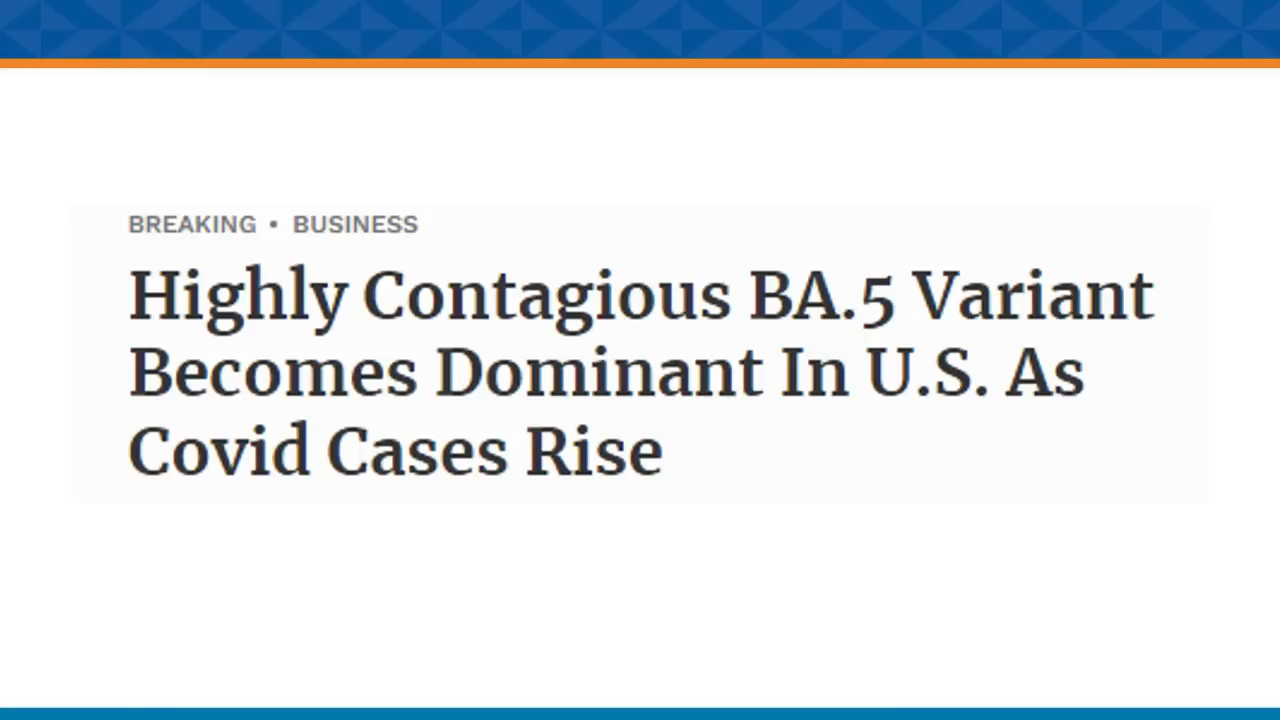 BREAKING • BUSINESS
Highly Contagious BA.5 Variant
Becomes Dominant In U.S. As
Covid Cases Rise